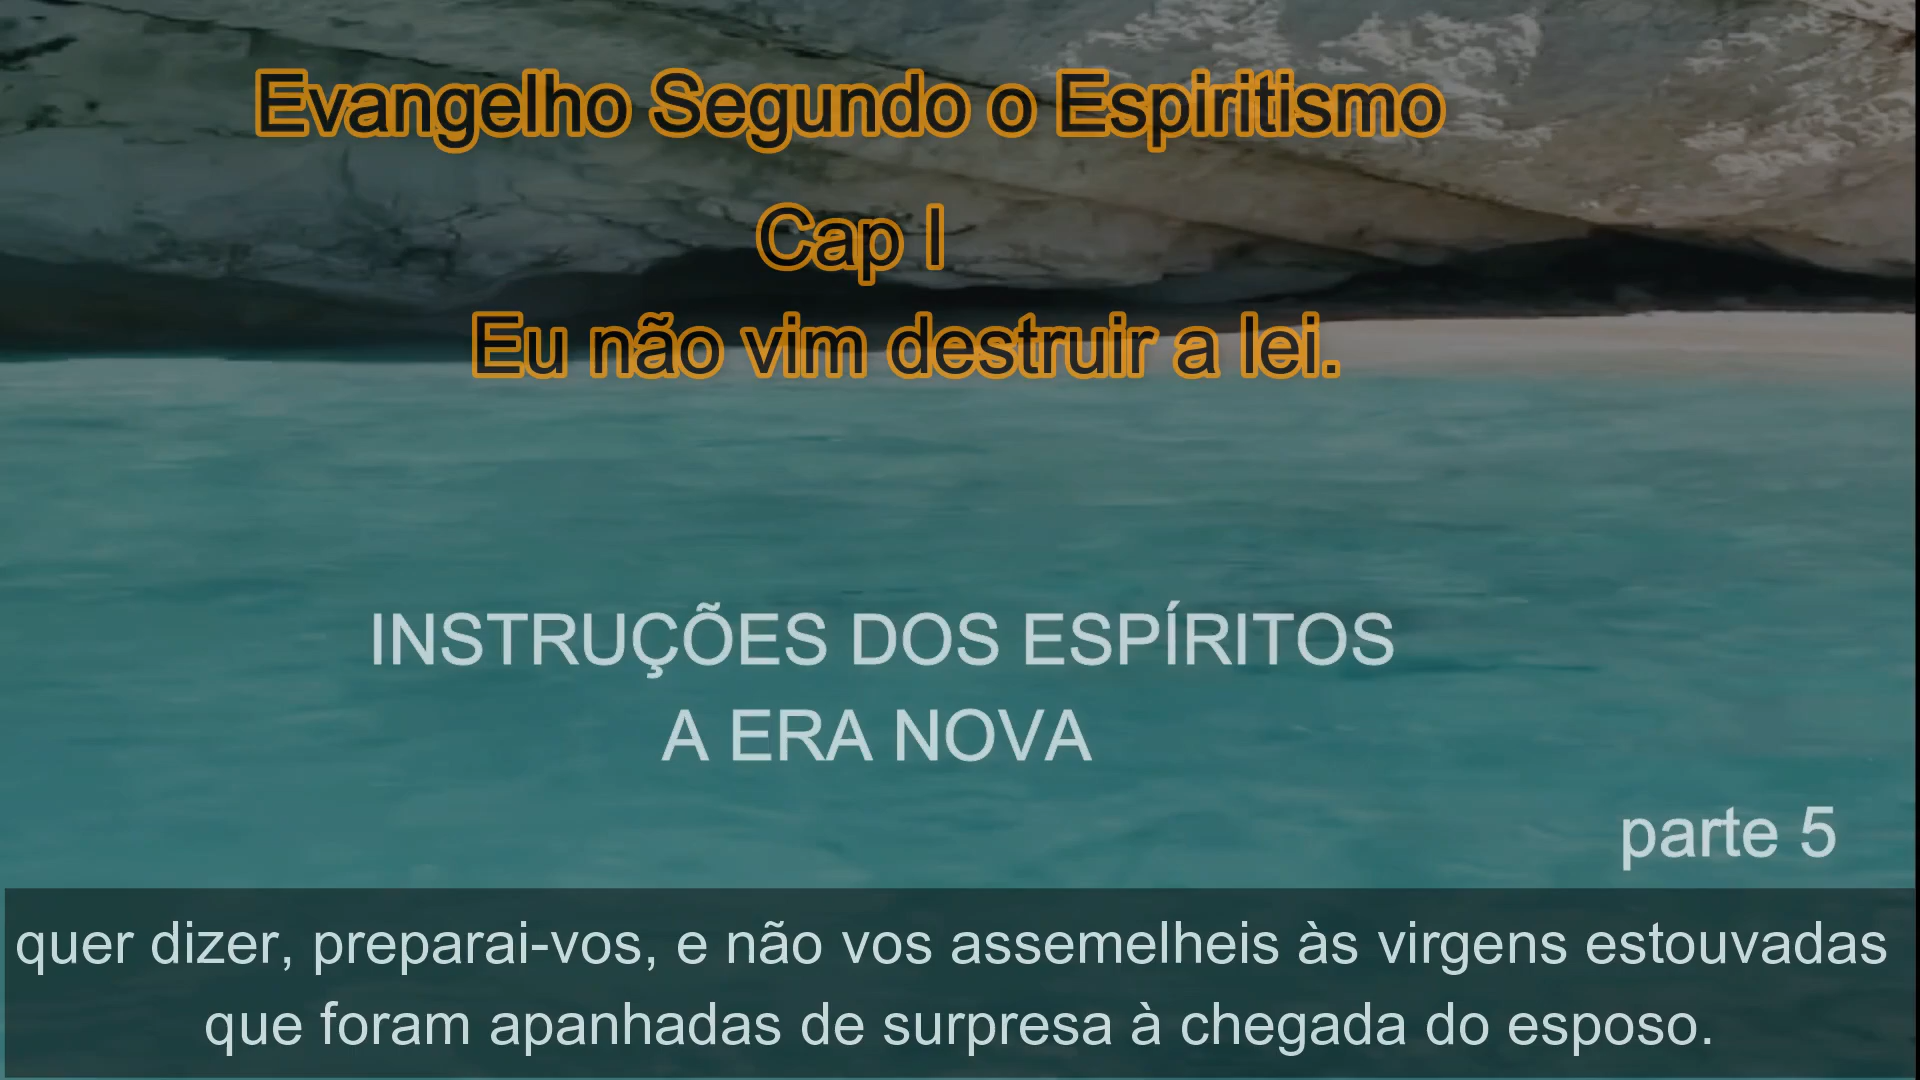 Evangelho Segundo o Espiritismo
Cap I
Eu não vim destruir a lei.
INSTRUÇÕES DOS ESPÍRITOS
A ERA NOVA
parte 5
quer dizer, preparai-vos, e não vos assemelheis às virgens estouvadas
que foram apanhadas de surpresa à chegada do esposo.